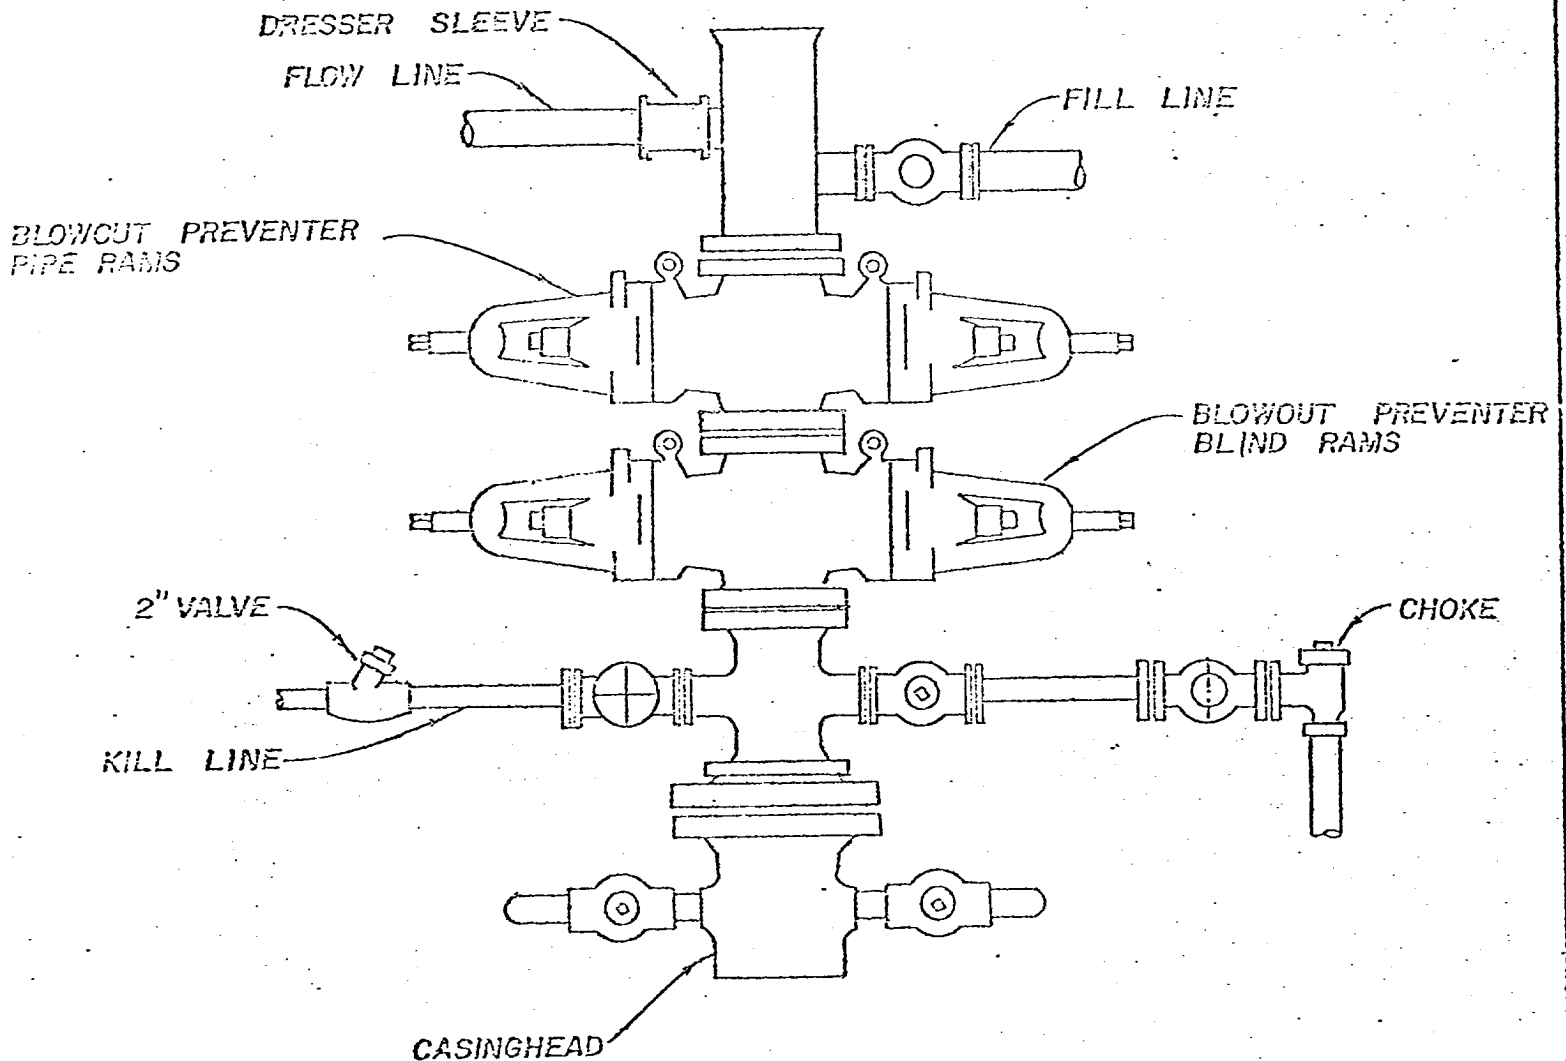 DRESSER SLEEVE
FLOW LINE
FILL LINE
BLOWOUT PREVENTER
PIPE RAMS
BLOWOUT PREVENTER
BLIND RAMS
2" VALVE
CHOKE
KILL LINE
CASINGHEAD